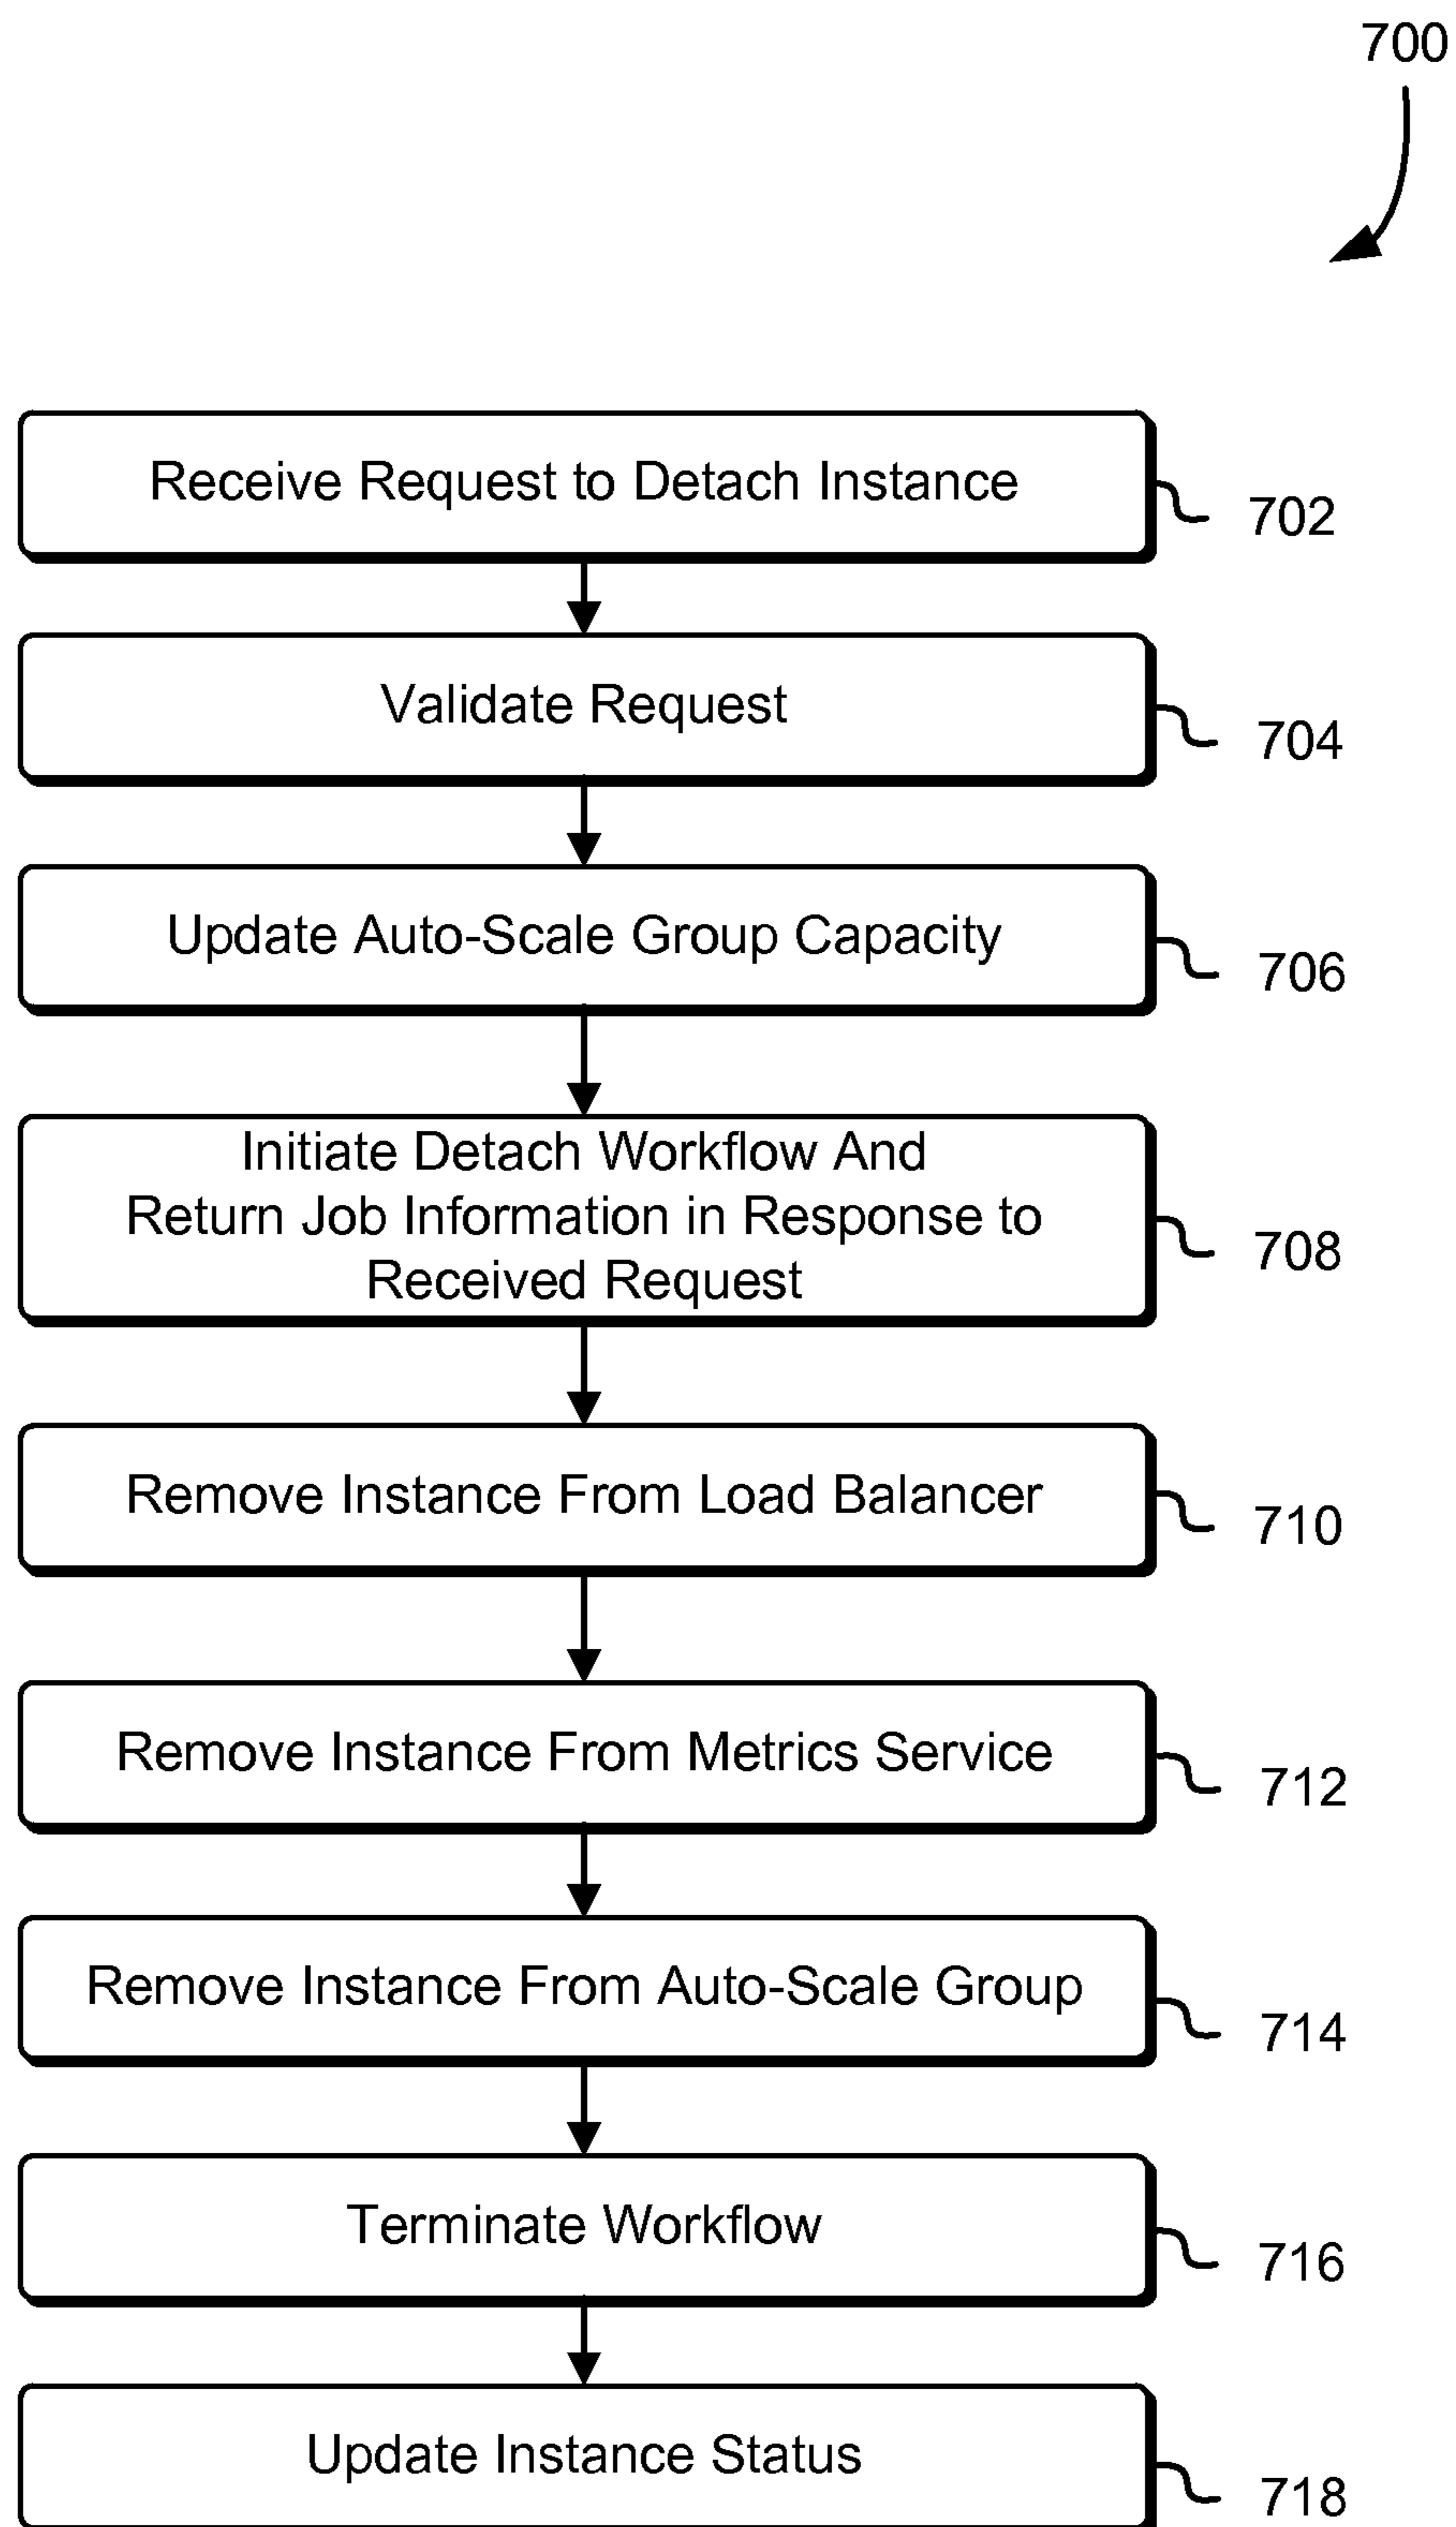 700
Receive Request to Detach Instance
702
Validate Request
704
Update Auto-Scale Group Capacity
706
Initiate Detach Workflow And
Return Job Information in Response to
Received Request
708
Remove Instance From Load Balancer
710
Remove Instance From Metrics Service
712
Remove Instance From Auto-Scale Group
714
Terminate Workflow
716
Update Instance Status
718